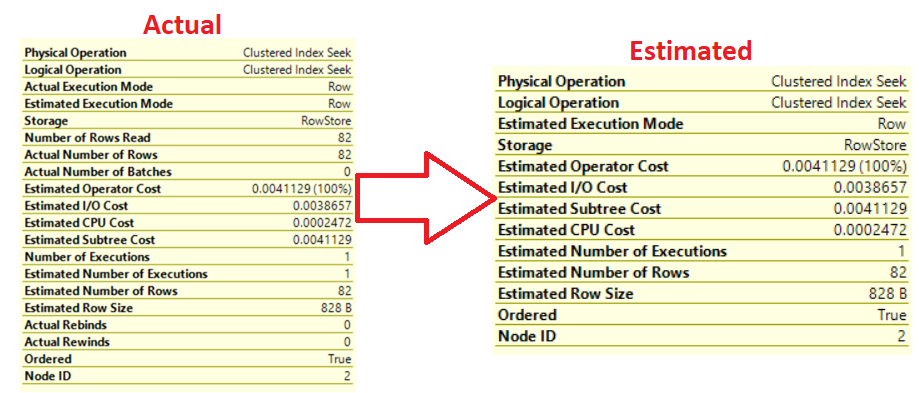 Actual
Physical Operation Clustered Index Seek
Logical Operation Clustered Index Seek
Actual Execution Mode Row
Estimated Execution Mode Row
Storage RowStore
Number of Rows Read 82
Actual Number of Rows 82
Actual Number of Batches 0
Estimated Operator Cost 0.0041129 (100%)
Estimated I/O Cost 0.0038657
Estimated CPU Cost 0.0002472
Estimated Subtree Cost 0.0041129
Number of Executions 1
Estimated Number of Executions 1
Estimated Number of Rows 82
Estimated Row Size 828 B
Actual Rebinds 0
Actual Rewinds 0
Ordered True
Node ID 2
Estimated
Physical Operation Clustered Index Seek
Logical Operation Clustered Index Seek
Estimated Execution Mode Row
Storage RowStore
Estimated Operator Cost 0.0041129 (100%)
Estimated I/O Cost 0.0038657
Estimated Subtree Cost 0.0041129
Estimated CPU Cost 0.0002472
Estimated Number of Executions 1
Estimated Number of Rows 82
Estimated Row Size 828 B
Ordered True
Node ID 2